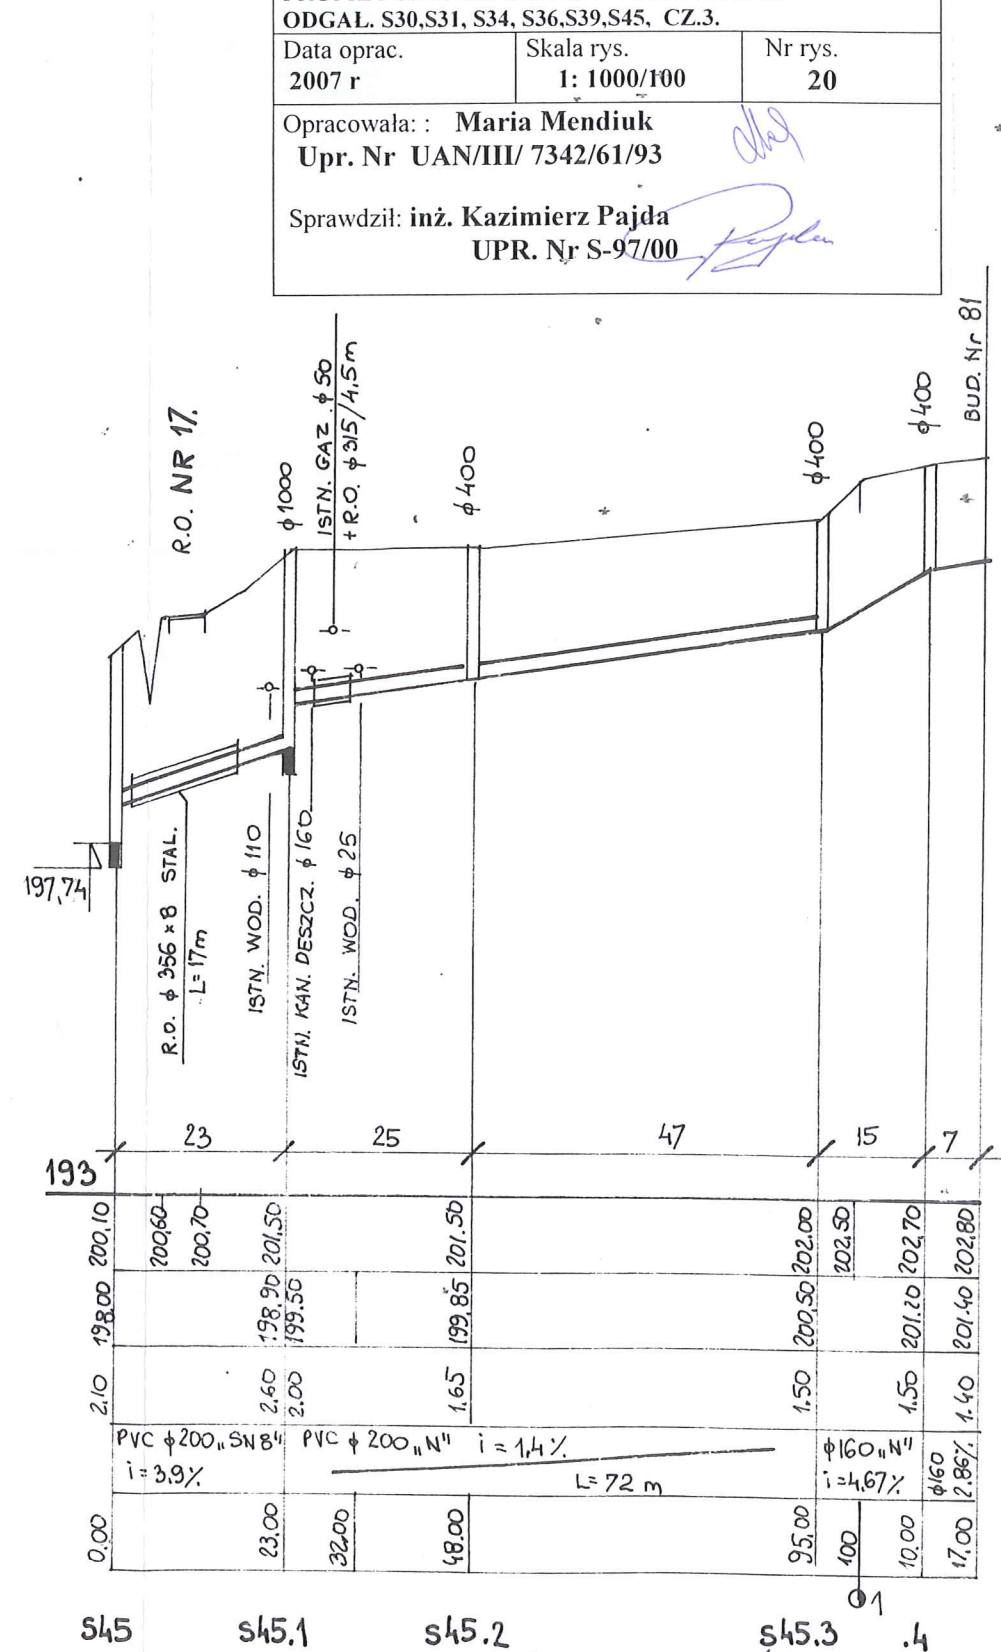 ODGAŁ. S30,S31, S34, S36,S39,S45, CZ.3.
Data oprac.
2007 r
Skala rys.
1: 1000/100
Nr rys.
20
Opracowała: : Maria Mendiuk
Upr. Nr UAN/III/ 7342/61/93
Sprawdził: inż. Kazimierz Pajda
UPR. Nr S-97/00
R.O. NR 17.
ϕ1000
ISTN. GAZ. ϕ50
+R.O. ϕ315/4,5m
ϕ400
ϕ400
ϕ400
BUD. Nr 81
197,74
R.O. ϕ 356 × 8 STAL.
L=17m
ISTN. WOD. ϕ 110
ISTN. KAN. DESZCZ. ϕ 160
ISTN. WOD. ϕ 25
23 25 47 15 7
193
200,10 200,60 200,70 201,50 201.50 202.00 202.50 202,70 202.80
198.00 198.90 199.50 199.85 200,50 201.20 201.40
2.10 2.60 2.00 1.65 1.50 1.50 1.40
PVC ϕ200„SN8" PVC ϕ 200„N" i=1,4% ϕ160„N" ϕ160
i=3,9% L=72 m i=4,67% 2.86%
0.00 23.00 32.00 48.00 95.00 100 10.00 17.00
1
S45 S45.1 S45.2 S45.3 .4